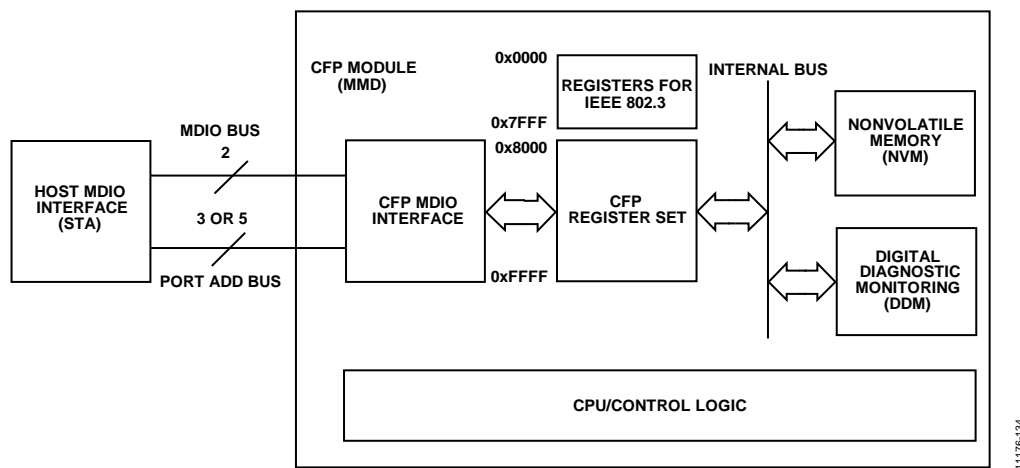 CFP MODULE
(MMD)
0x0000
REGISTERS FOR
IEEE 802.3
0x7FFF
INTERNAL BUS
NONVOLATILE
MEMORY
(NVM)
MDIO BUS
2
0x8000
HOST MDIO
INTERFACE
(STA)
CFP MDIO
INTERFACE
CFP
REGISTER SET
3 OR 5
PORT ADD BUS
0xFFFF
DIGITAL
DIAGNOSTIC
MONITORING
(DDM)
CPU/CONTROL LOGIC
11176-134